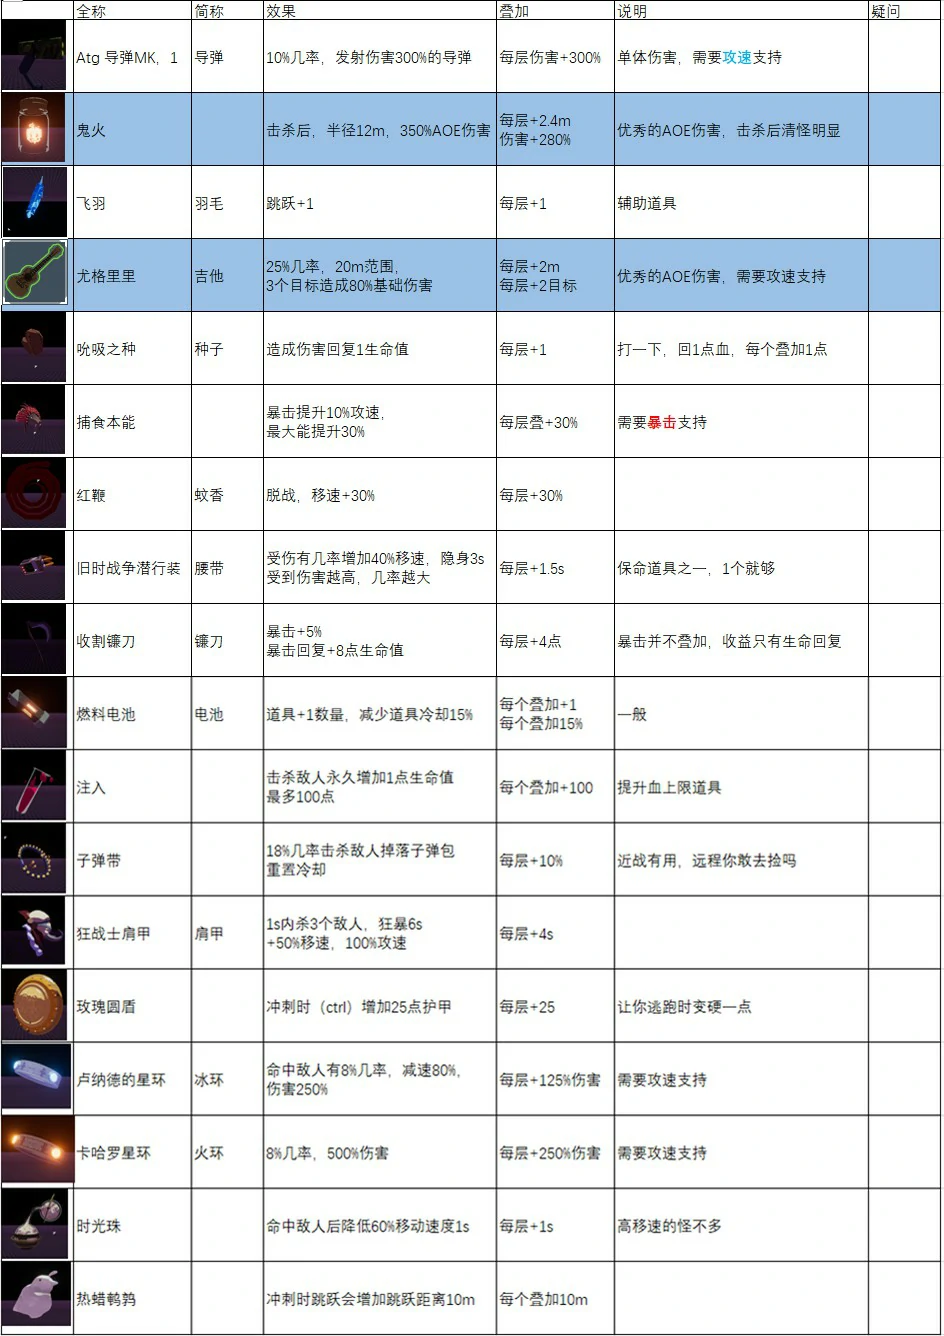 全称 简称 效果 叠加 说明 疑问
Atg 导弹MK，1 导弹 10%几率，发射伤害300%的导弹 每层伤害+300% 单体伤害，需要攻速支持
鬼火 击杀后，半径12m，350%AOE伤害 每层+2.4m
伤害+280% 优秀的AOE伤害，击杀后清怪明显
飞羽 羽毛 跳跃+1 每层+1 辅助道具
尤格里里 吉他 25%几率，20m范围，
3个目标造成80%基础伤害 每层+2m
每层+2目标 优秀的AOE伤害，需要攻速支持
吮吸之种 种子 造成伤害回复1生命值 每层+1 打一下，回1点血，每个叠加1点
捕食本能 暴击提升10%攻速，
最大能提升30% 每层叠+30% 需要暴击支持
红鞭 蚊香 脱战，移速+30% 每层+30%
旧时战争潜行装 腰带 受伤有几率增加40%移速，隐身3s
受到伤害越高，几率越大 每层+1.5s 保命道具之一，1个就够
收割镰刀 镰刀 暴击+5%
暴击回复+8点生命值 每层+4点 暴击并不叠加，收益只有生命回复
燃料电池 电池 道具+1数量，减少道具冷却15% 每个叠加+1
每个叠加15% 一般
注入 击杀敌人永久增加1点生命值
最多100点 每个叠加+100 提升血上限道具
子弹带 18%几率击杀敌人掉落子弹包
重置冷却 每层+10% 近战有用，远程你敢去捡吗
狂战士肩甲 肩甲 1s内杀3个敌人，狂暴6s
+50%移速，100%攻速 每层+4s
玫瑰圆盾 冲刺时（ctrl）增加25点护甲 每层+25 让你逃跑时变硬一点
卢纳德的星环 冰环 命中敌人有8%几率，减速80%，
伤害250% 每层+125%伤害 需要攻速支持
卡哈罗星环 火环 8%几率，500%伤害 每层+250%伤害 需要攻速支持
时光珠 命中敌人后降低60%移动速度1s 每层+1s 高移速的怪不多
热蜡鹌鹑 冲刺时跳跃会增加跳跃距离10m 每个叠加10m